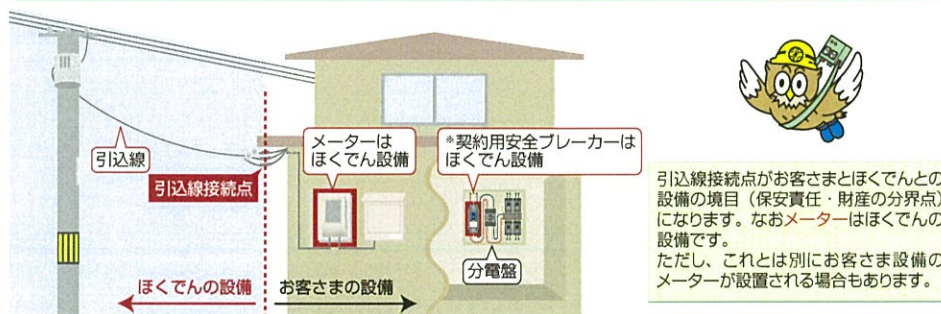 引込線
引込線接続点
メーターは
ほくでん設備
*契約用安全ブレーカーは
ほくでん設備
分電盤
ほくでんの設備
お客さまの設備
引込線接続点がお客さまとほくでんとの
設備の境目（保安責任・財産の分界点）
になります。なおメーターはほくでんの
設備です。
ただし、これとは別にお客さま設備の
メーターが設置される場合もあります。